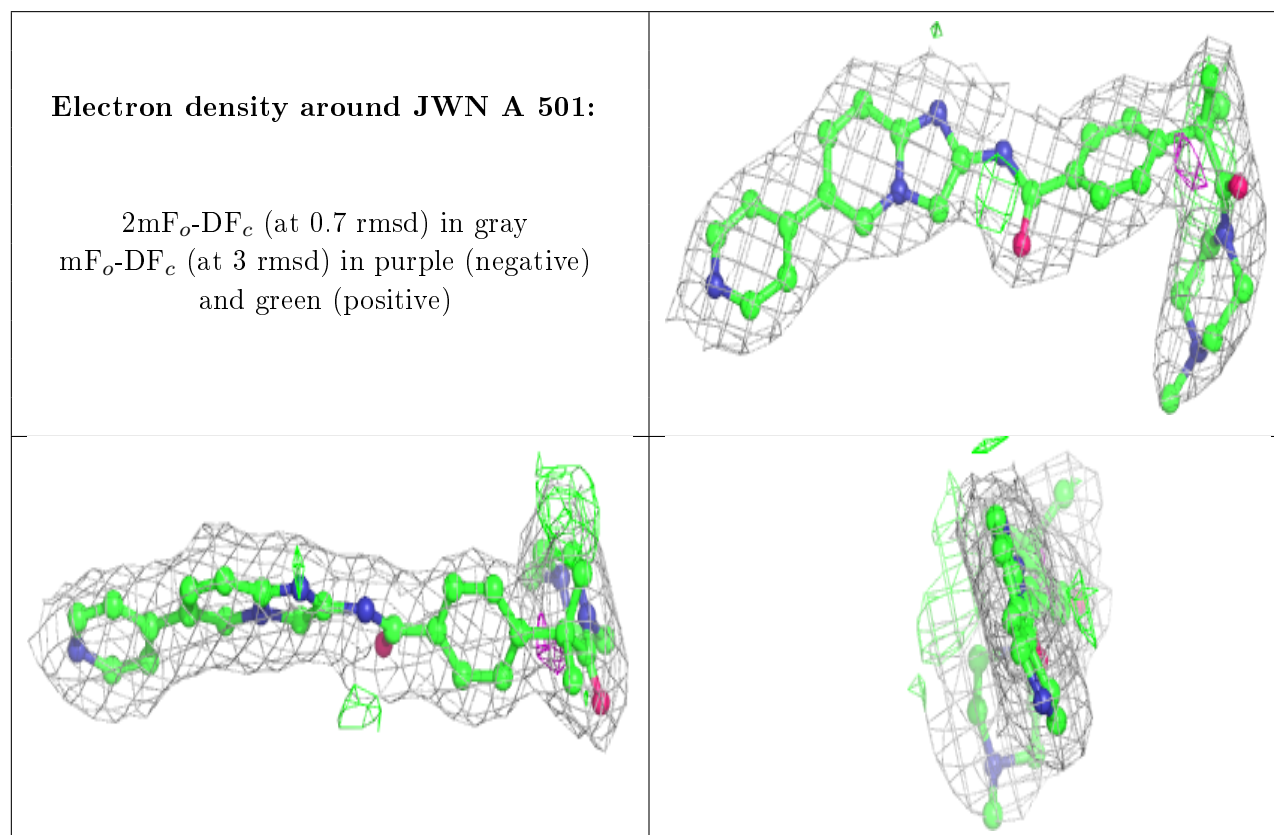 Electron density around JWN A 501:
2mFₒ-DF𝒸 (at 0.7 rmsd) in gray
mFₒ-DF𝒸 (at 3 rmsd) in purple (negative)
and green (positive)